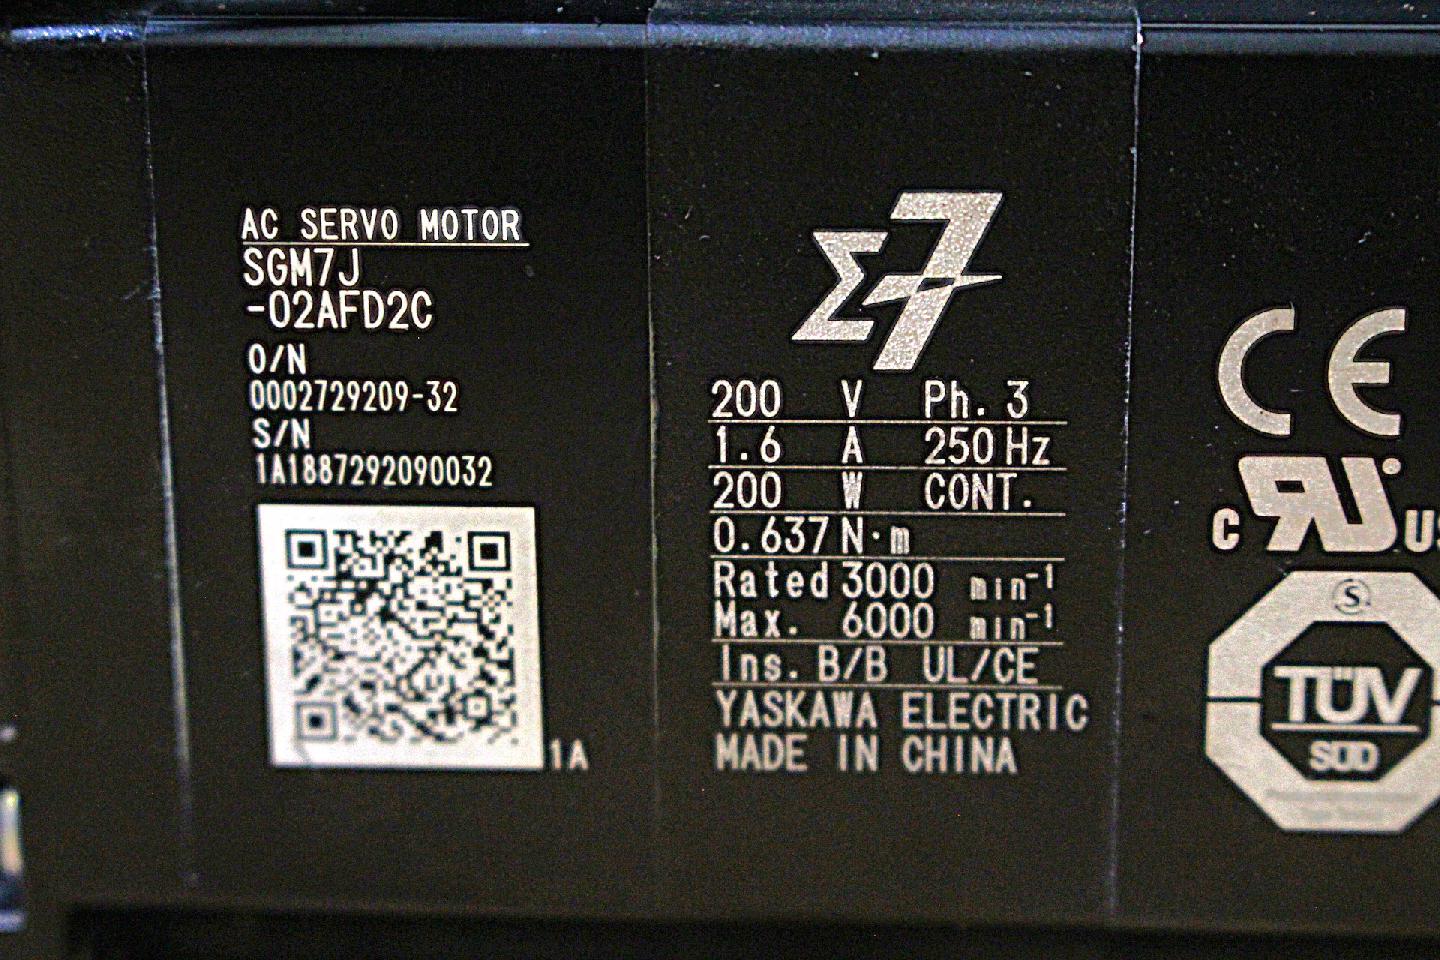 AC SERVO MOTOR
SGM7J
-02AFD2C
O/N
0002729209-32
S/N
1A1887292090032
1A
Σ7
200 V Ph. 3
1.6 A 250 Hz
200 W CONT.
0.637 N·m
Rated 3000 min⁻¹
Max. 6000 min⁻¹
Ins. B/B UL/CE
YASKAWA ELECTRIC
MADE IN CHINA
CE
c RU US
S
TÜV
SÜD